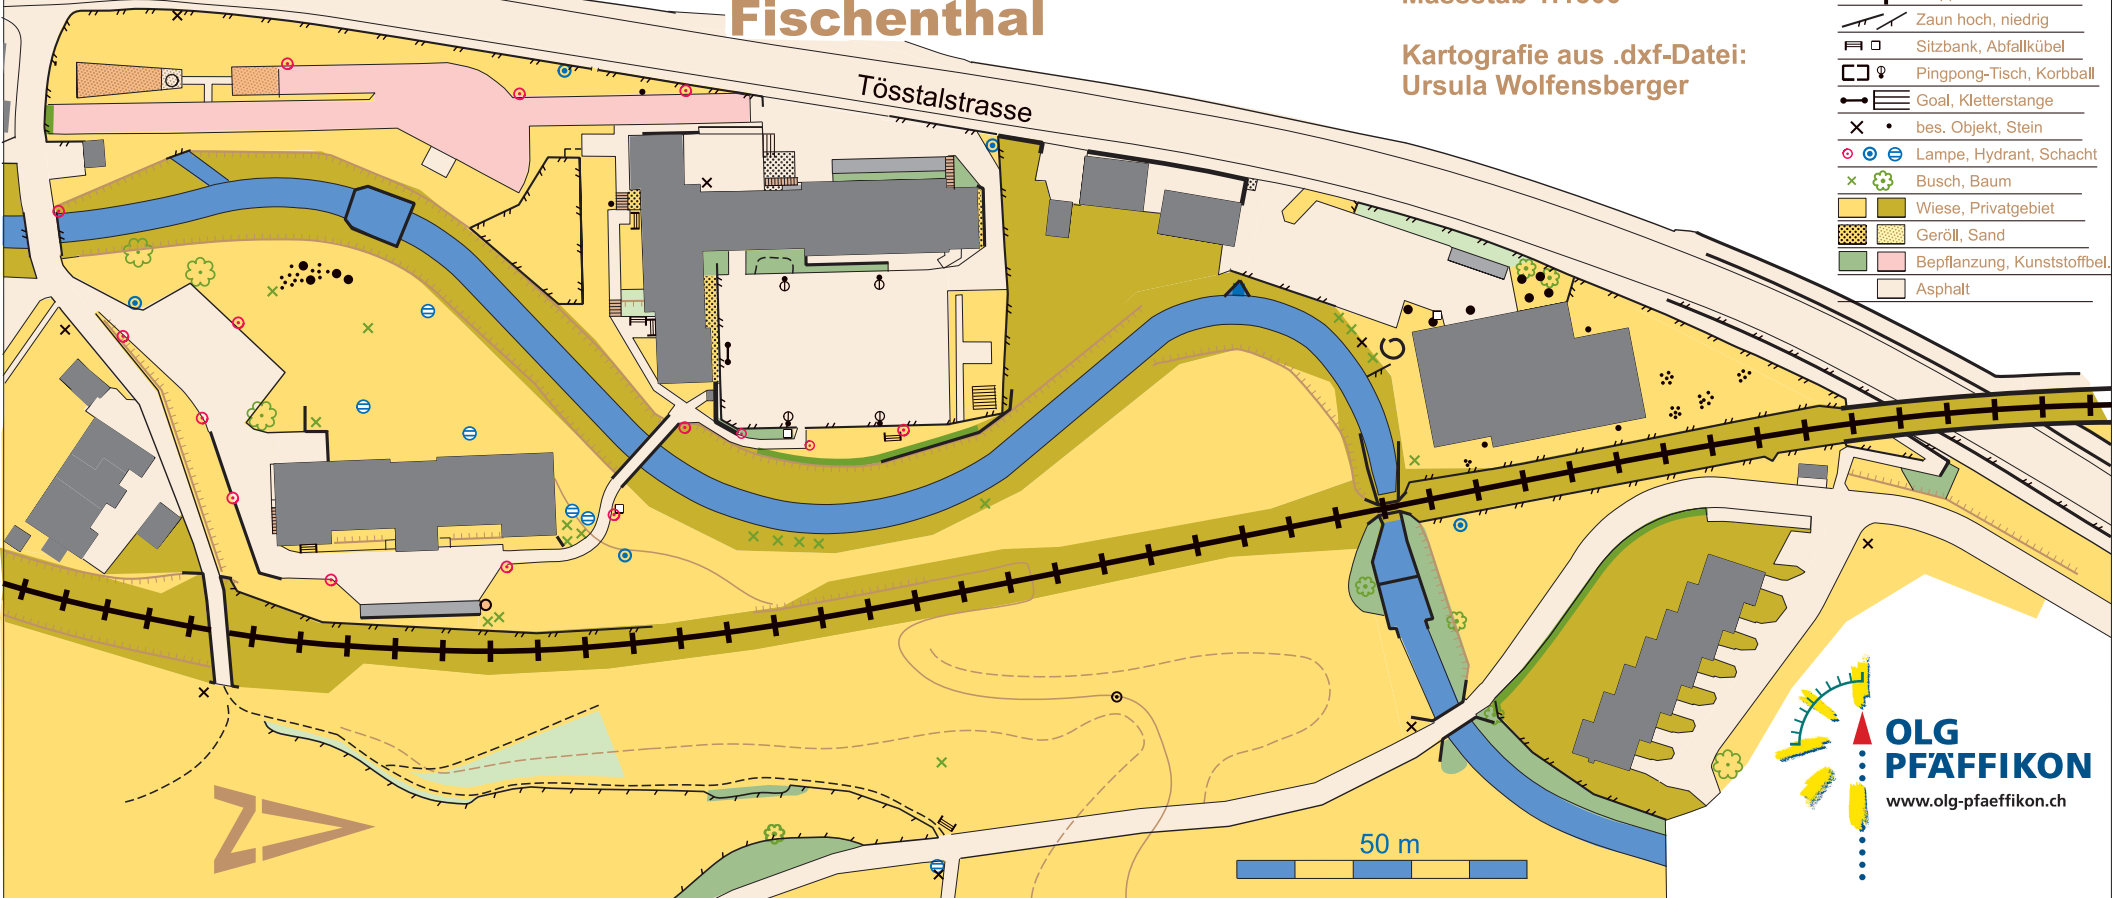 Fischenthal
Kartografie aus .dxf-Datei:
Ursula Wolfensberger
Tösstalstrasse
Zaun hoch, niedrig
Sitzbank, Abfallkübel
Pingpong-Tisch, Korbball
Goal, Kletterstange
bes. Objekt, Stein
Lampe, Hydrant, Schacht
Busch, Baum
Wiese, Privatgebiet
Geröll, Sand
Bepflanzung, Kunststoffbel.
Asphalt
N
50 m
OLG
PFÄFFIKON
www.olg-pfaeffikon.ch